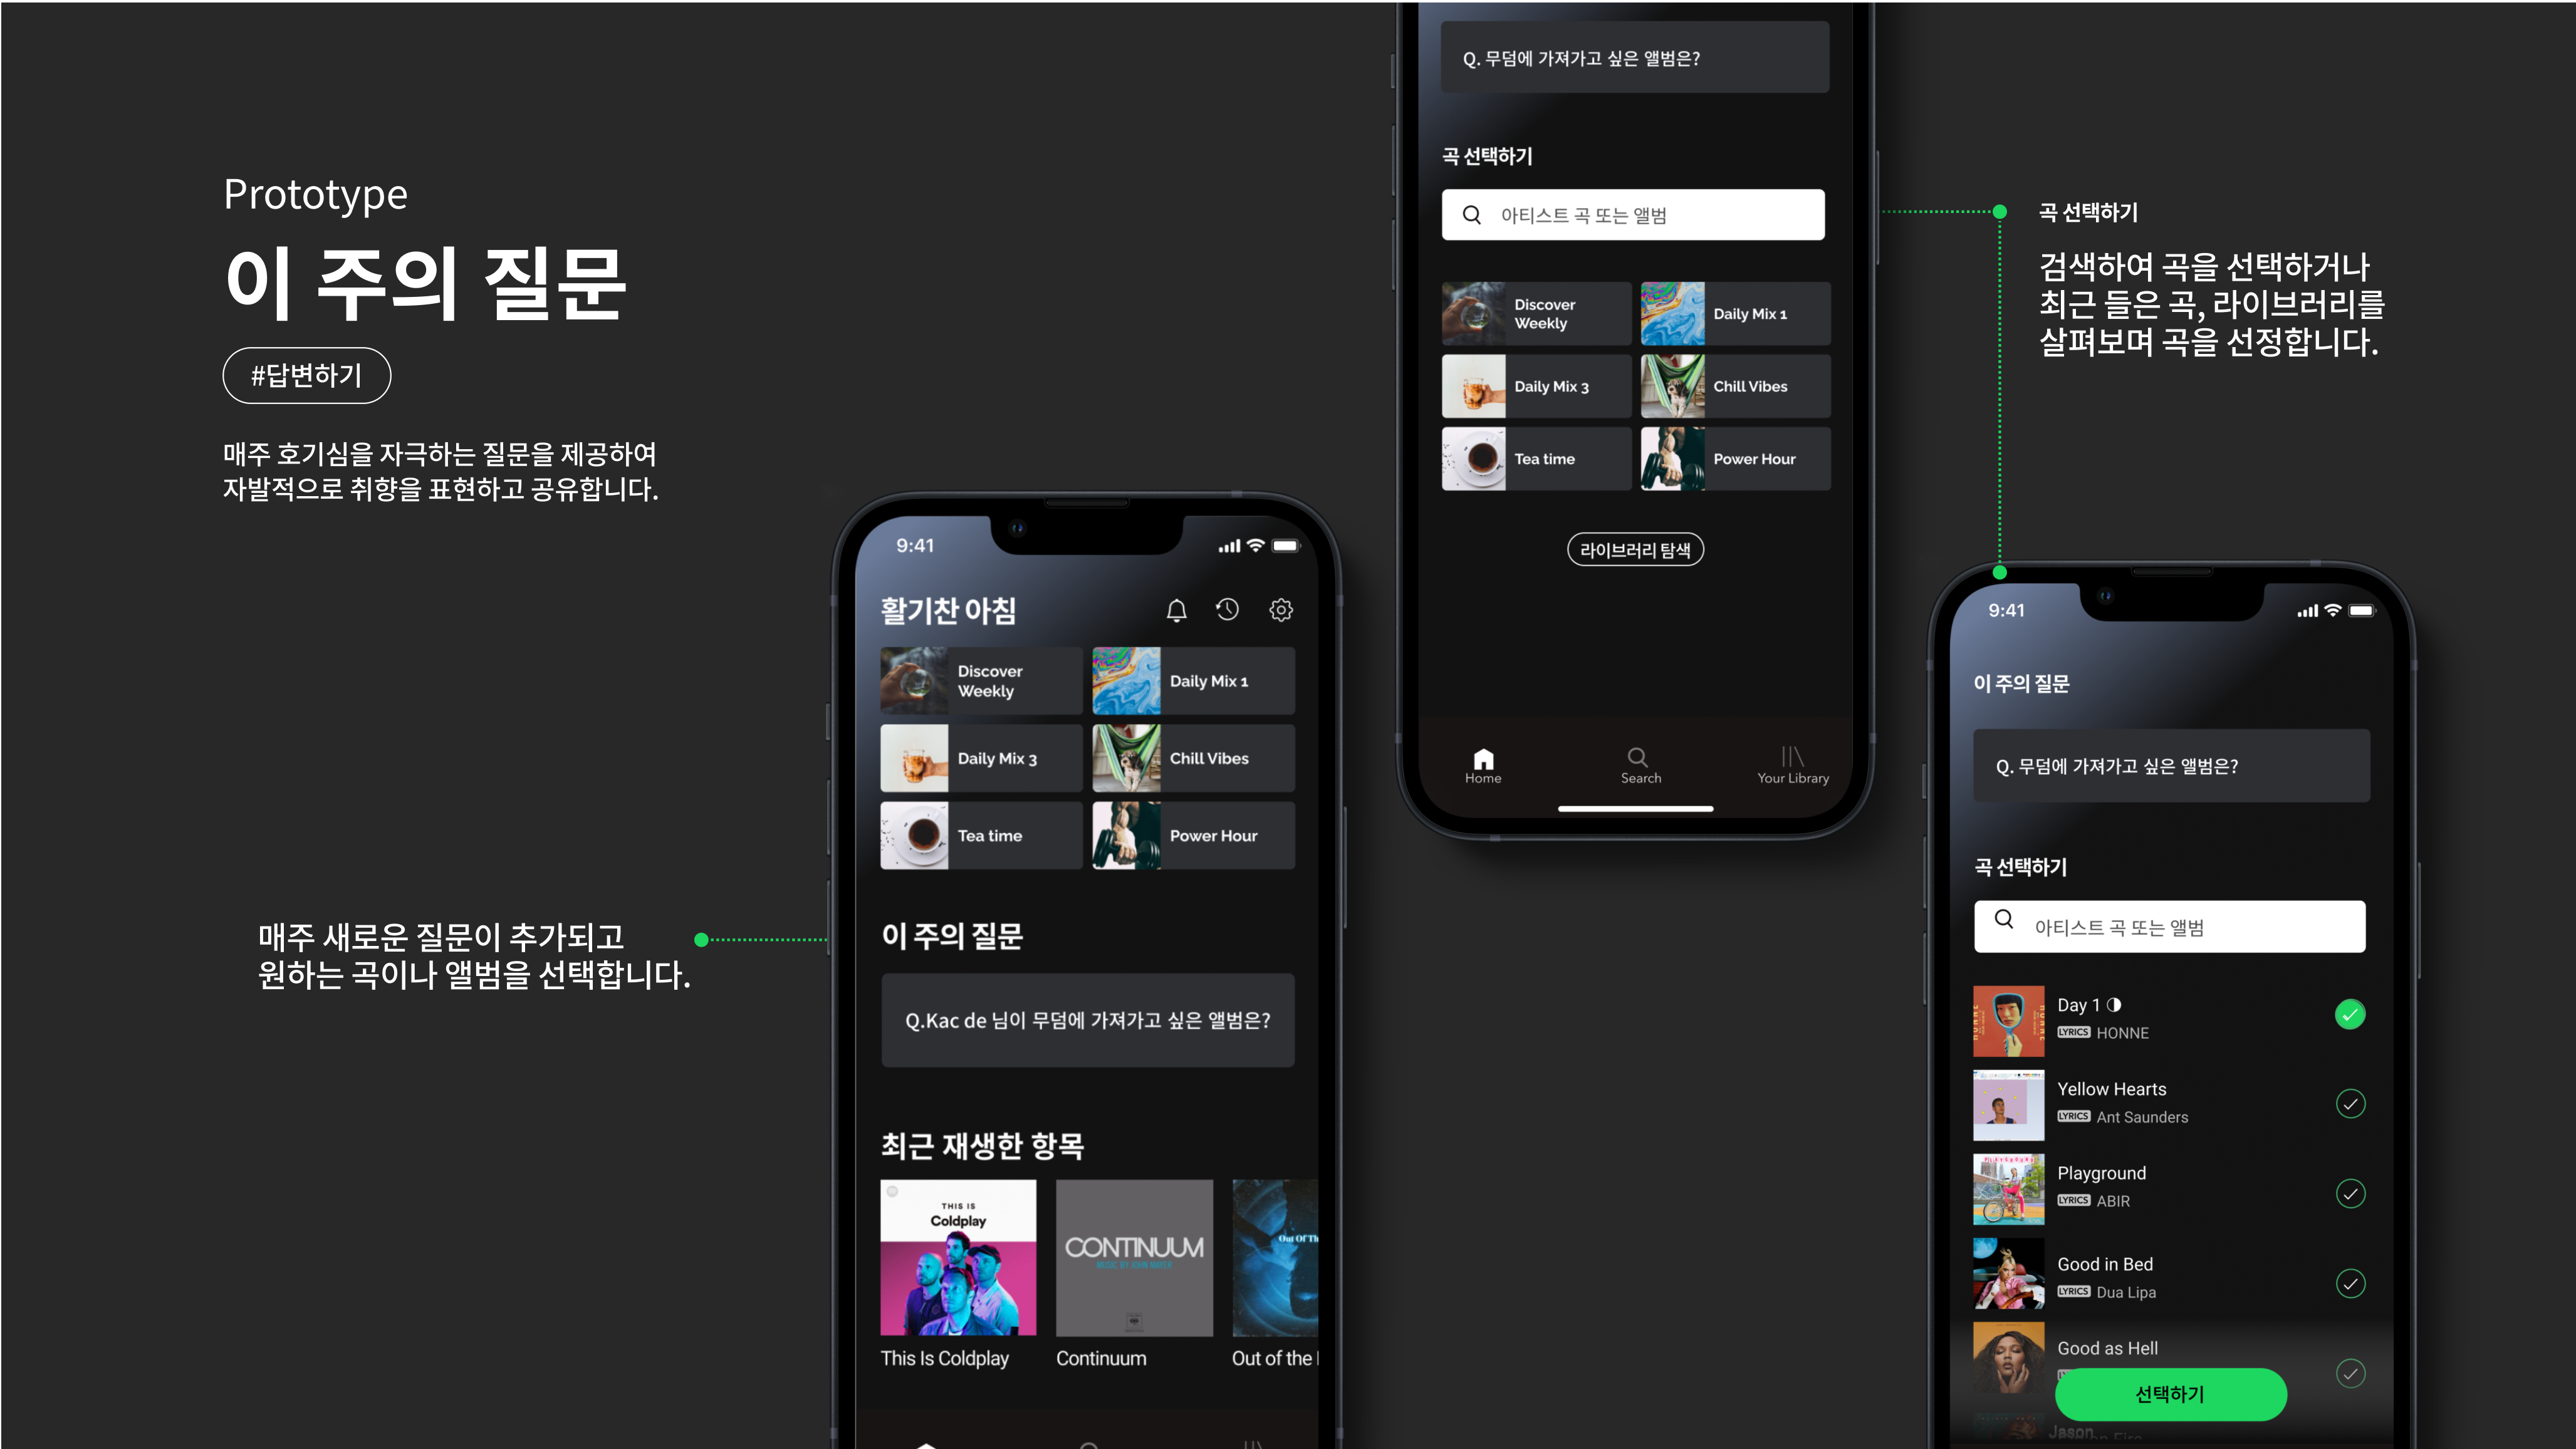 Prototype
이 주의 질문
#답변하기
매주 호기심을 자극하는 질문을 제공하여
자발적으로 취향을 표현하고 공유합니다.
매주 새로운 질문이 추가되고
원하는 곡이나 앨범을 선택합니다.
9:41
활기찬 아침
Discover
Weekly
Daily Mix 1
Daily Mix 3
Chill Vibes
Tea time
Power Hour
이 주의 질문
Q.Kac de 님이 무덤에 가져가고 싶은 앨범은?
최근 재생한 항목
THIS IS
Coldplay
CONTINUUM
MUSIC BY JOHN MAYER
Out Of Th
This Is Coldplay
Continuum
Out of the
Q. 무덤에 가져가고 싶은 앨범은?
곡 선택하기
아티스트 곡 또는 앨범
Discover
Weekly
Daily Mix 1
Daily Mix 3
Chill Vibes
Tea time
Power Hour
라이브러리 탐색
Home
Search
Your Library
곡 선택하기
검색하여 곡을 선택하거나
최근 들은 곡, 라이브러리를
살펴보며 곡을 선정합니다.
9:41
이 주의 질문
Q. 무덤에 가져가고 싶은 앨범은?
곡 선택하기
아티스트 곡 또는 앨범
HONNE
HONNE
Day 1
LYRICS HONNE
Yellow Hearts
LYRICS Ant Saunders
PLAYGROUND
Playground
LYRICS ABIR
Good in Bed
LYRICS Dua Lipa
Good as Hell
선택하기
Jason